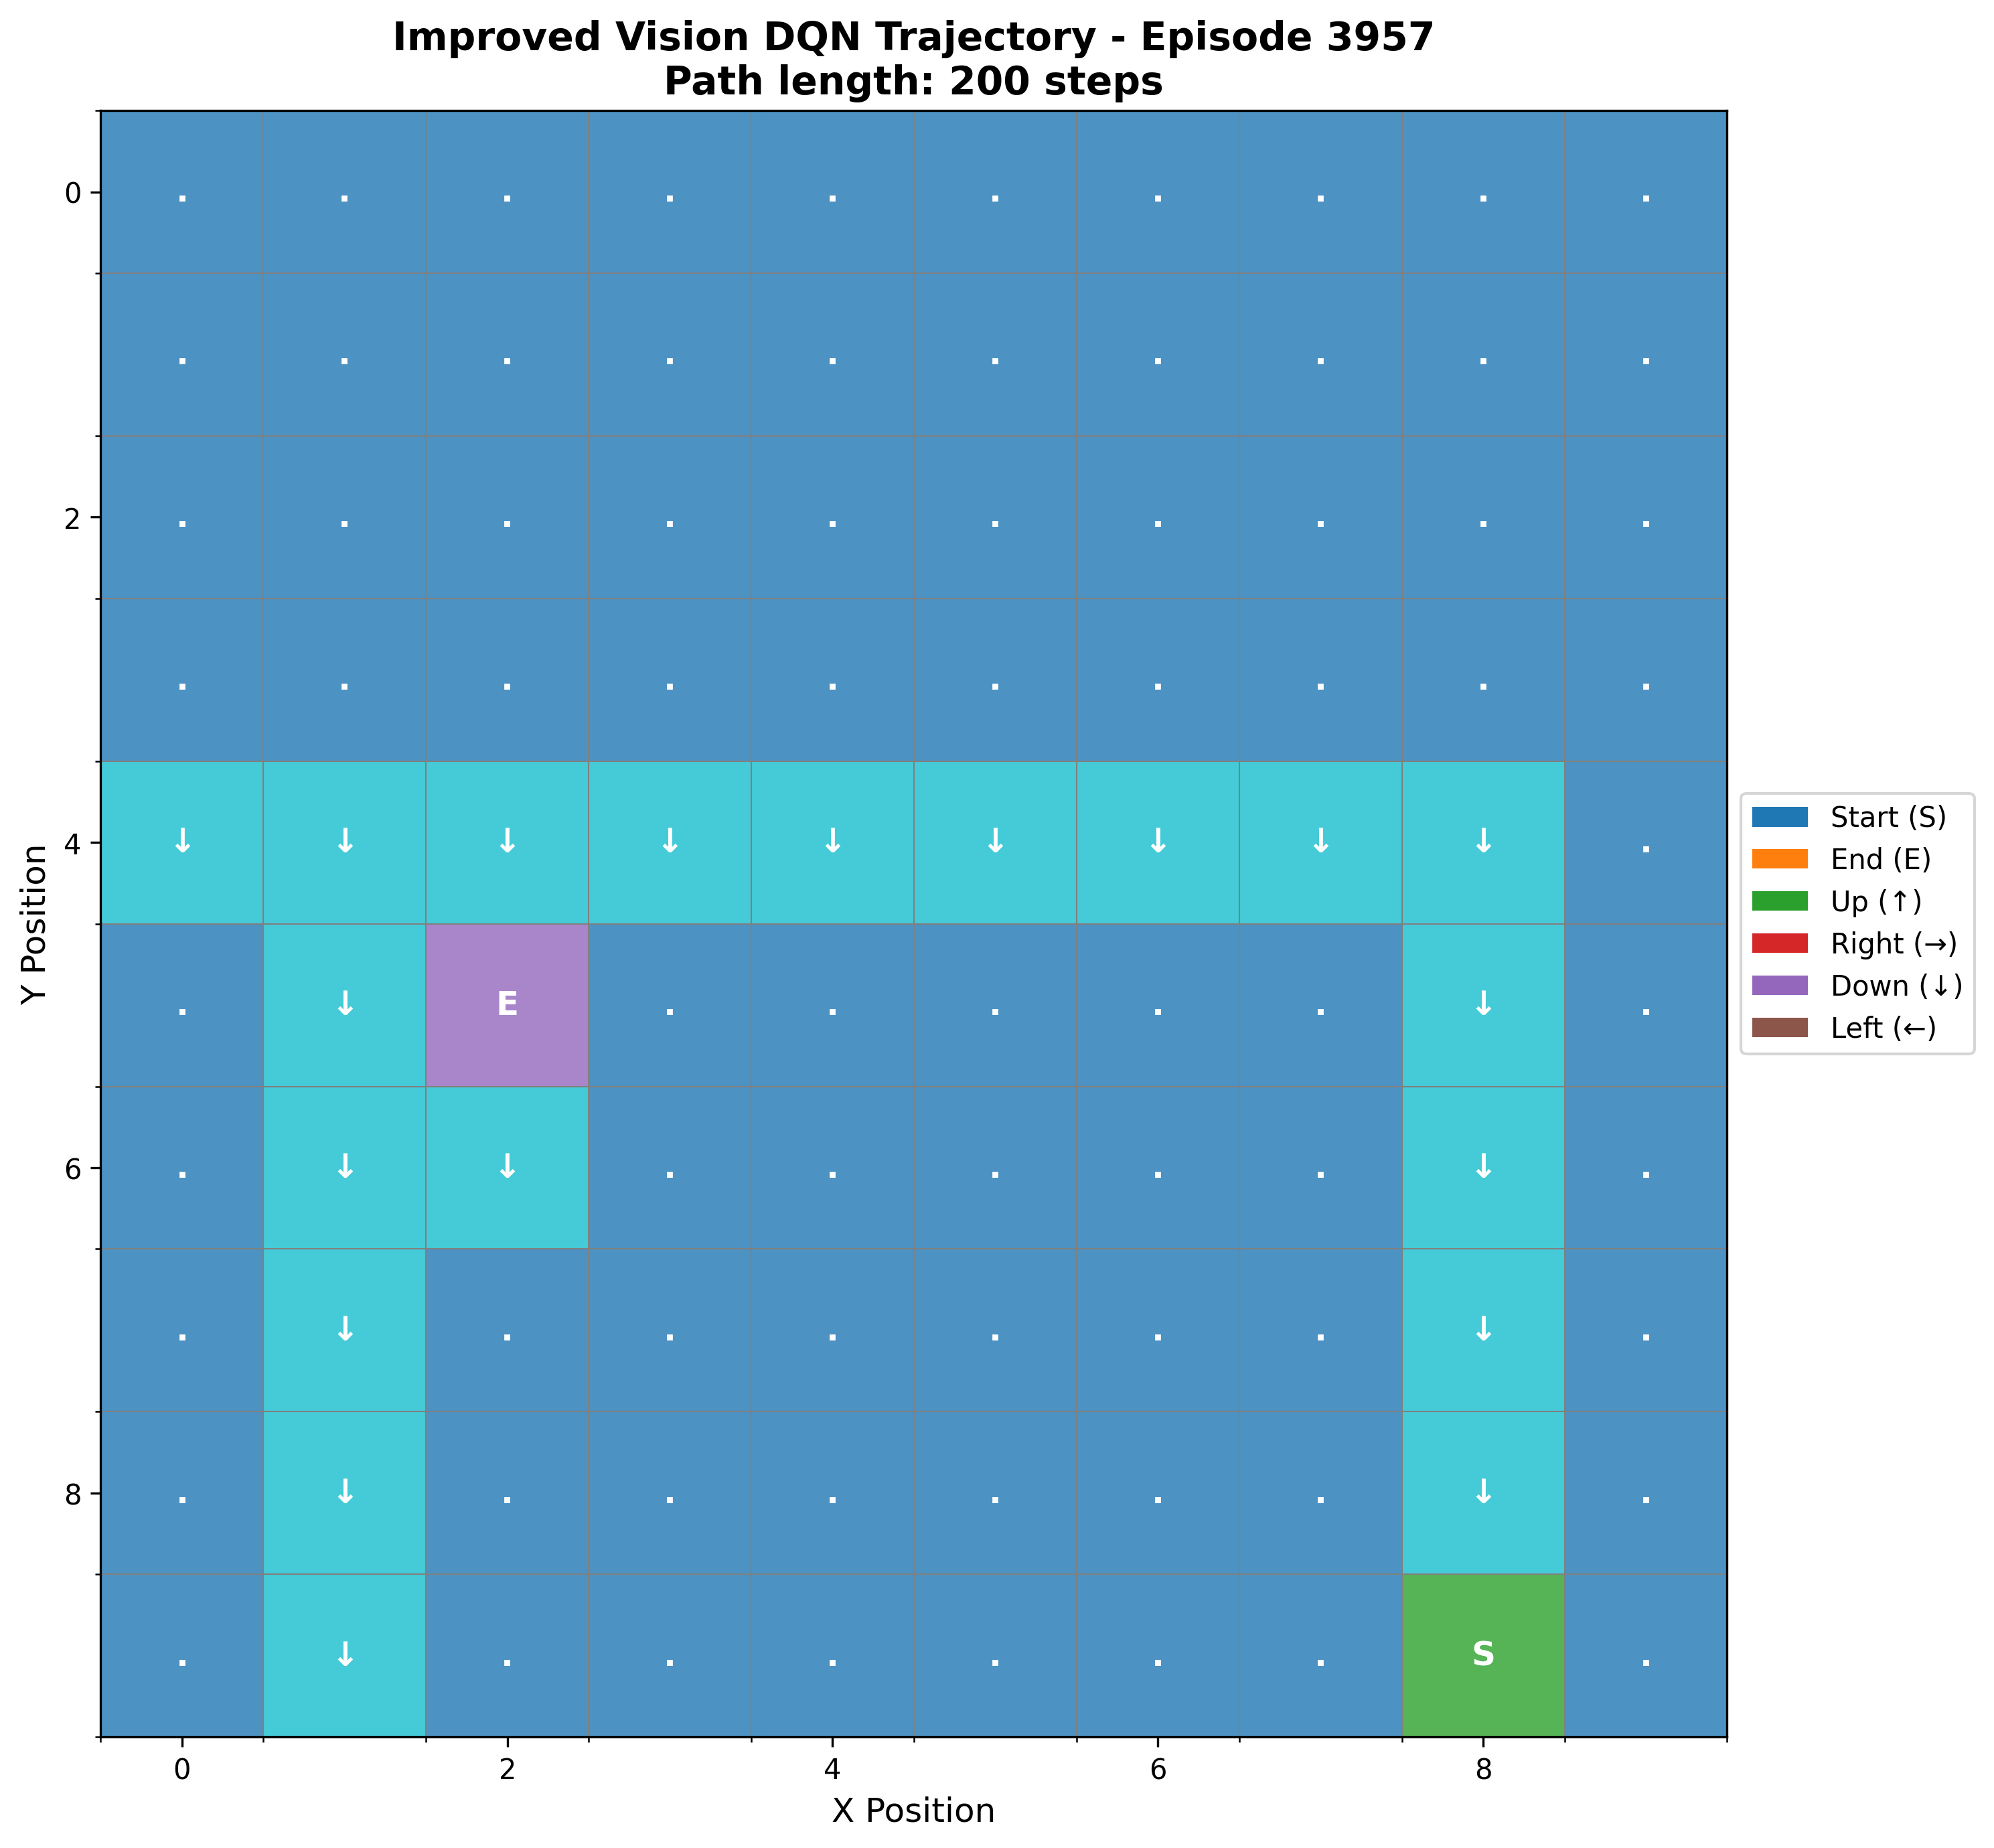 Improved Vision DQN Trajectory - Episode 3957
Path length: 200 steps
0 . . . . . . . . . .
. . . . . . . . . .
2 . . . . . . . . . .
. . . . . . . . . .
4 ↓ ↓ ↓ ↓ ↓ ↓ ↓ ↓ ↓ .
. ↓ E . . . . . ↓ .
6 . ↓ ↓ . . . . . ↓ .
. ↓ . . . . . . ↓ .
8 . ↓ . . . . . . ↓ .
. ↓ . . . . . . S .
0 2 4 6 8
X Position
Y Position
Start (S)
End (E)
Up (↑)
Right (→)
Down (↓)
Left (←)